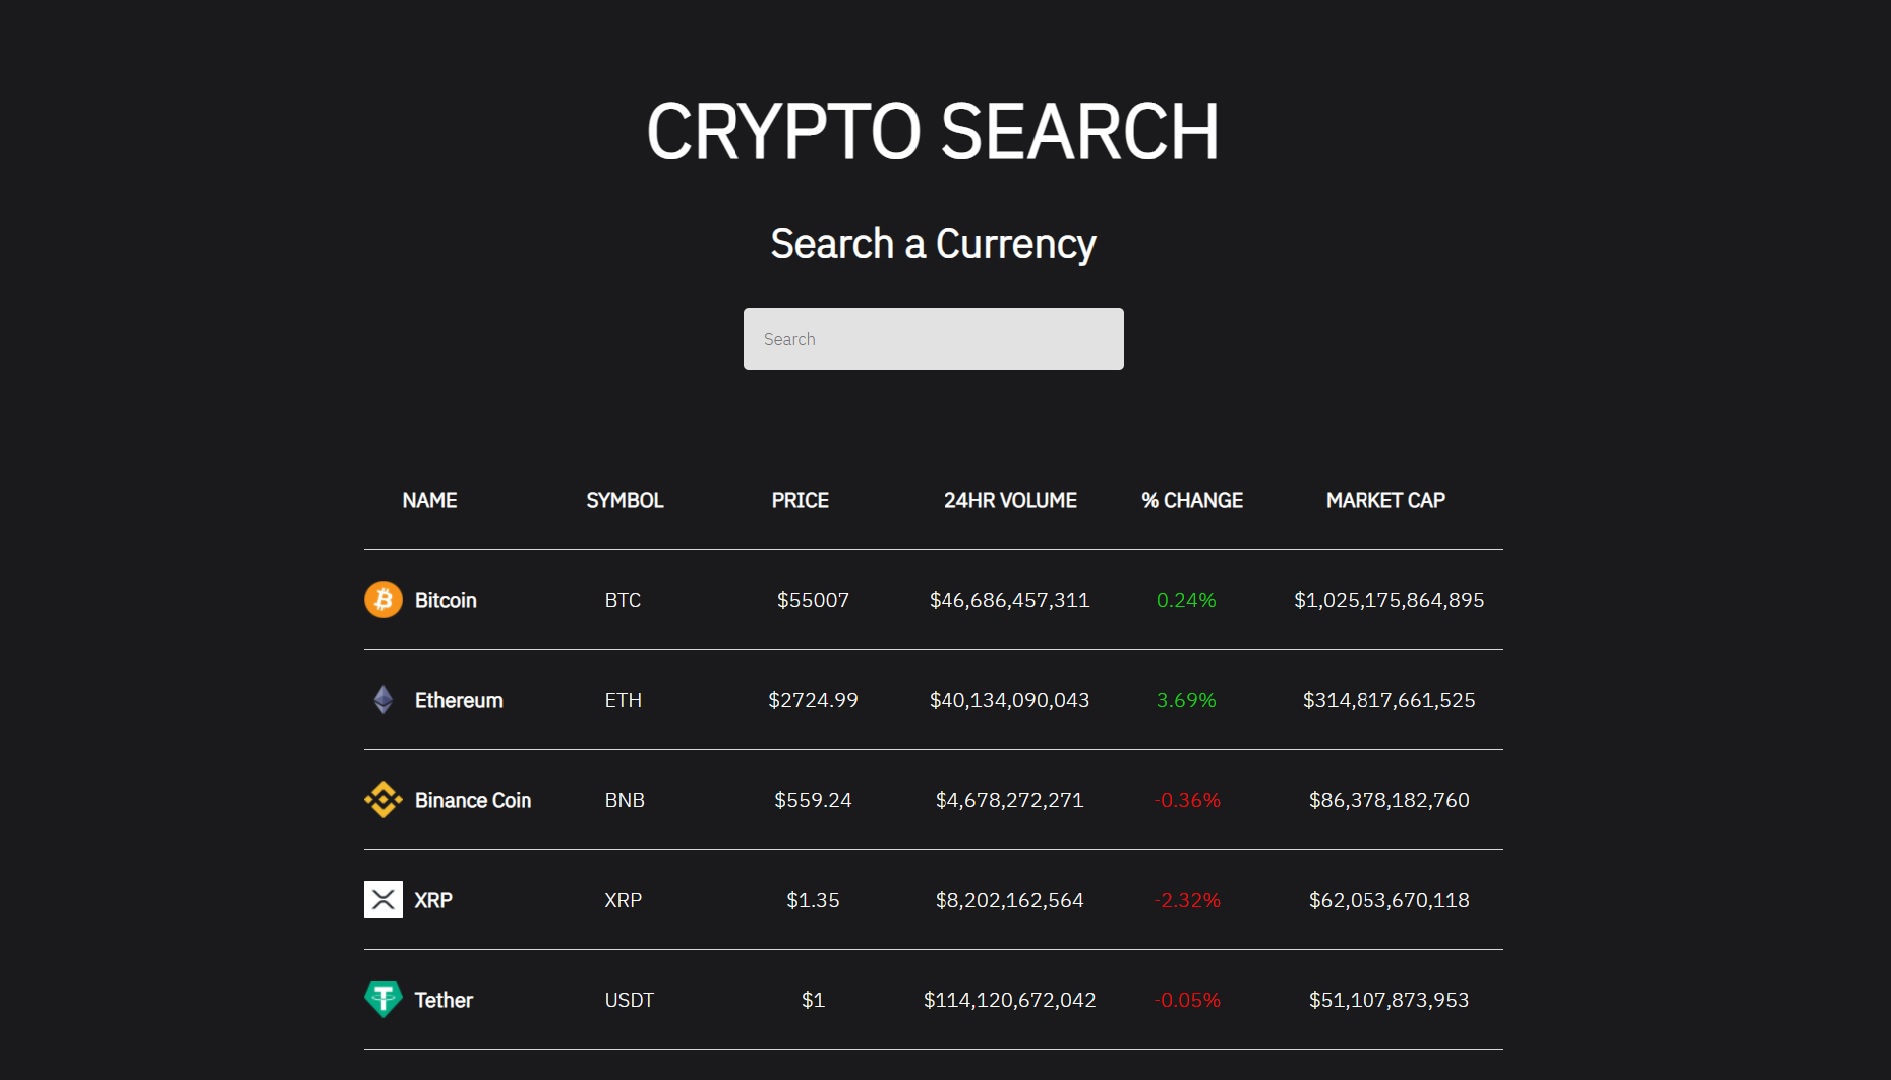 CRYPTO SEARCH
Search a Currency
Search
NAME SYMBOL PRICE 24HR VOLUME % CHANGE MARKET CAP
Bitcoin BTC $55007 $46,686,457,311 0.24% $1,025,175,864,895
Ethereum ETH $2724.99 $40,134,090,043 3.69% $314,817,661,525
Binance Coin BNB $559.24 $4,678,272,271 -0.36% $86,378,182,760
XRP XRP $1.35 $8,202,162,564 -2.32% $62,053,670,118
Tether USDT $1 $114,120,672,042 -0.05% $51,107,873,953